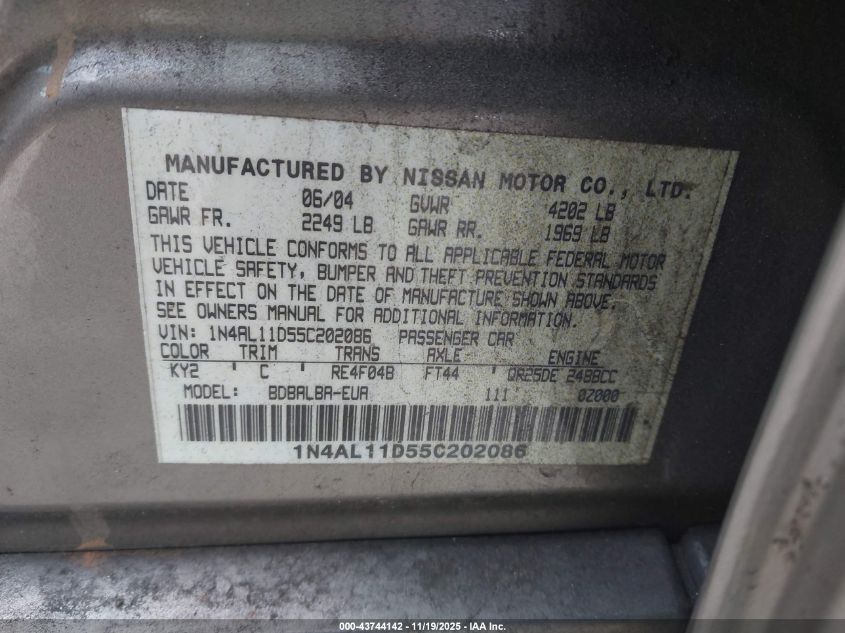 MANUFACTURED BY NISSAN MOTOR CO., LTD.
DATE 06/04 GVWR 4202 LB
GAWR FR. 2249 LB GAWR RR. 1969 LB
THIS VEHICLE CONFORMS TO ALL APPLICABLE FEDERAL MOTOR
VEHICLE SAFETY, BUMPER AND THEFT PREVENTION STANDARDS
IN EFFECT ON THE DATE OF MANUFACTURE SHOWN ABOVE.
SEE OWNERS MANUAL FOR ADDITIONAL INFORMATION.
VIN: 1N4AL11D55C202086 PASSENGER CAR
COLOR TRIM TRANS AXLE ENGINE
KY2 C RE4F04B FT44 QR25DE 2488CC
MODEL: BDBALBA-EUA 111 0Z000
1N4AL11D55C202086
000-43744142 - 11/19/2025 - IAA Inc.